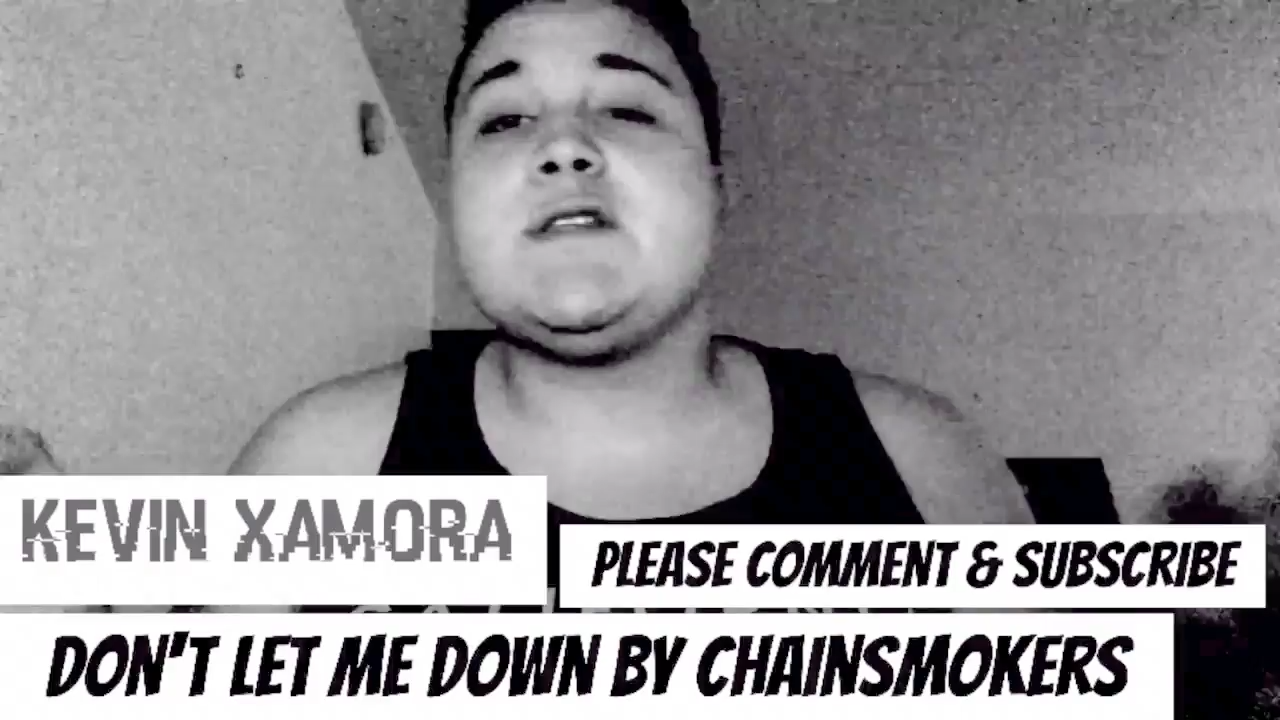 KEVIN XAMORA
PLEASE COMMENT & SUBSCRIBE
DON'T LET ME DOWN BY CHAINSMOKERS